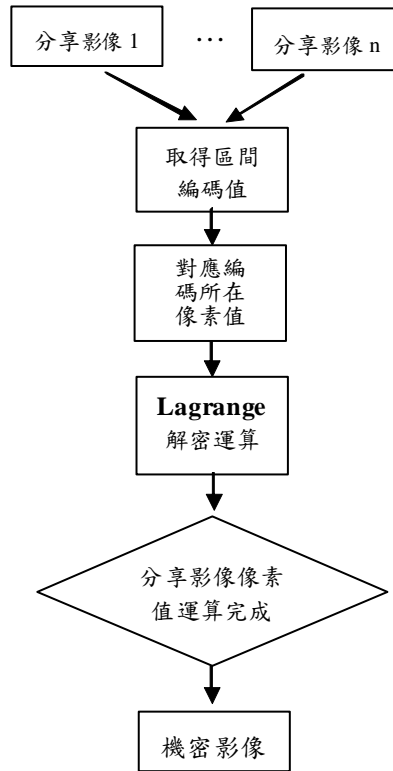 分享影像 1
…
分享影像 n
取得區間
編碼值
對應編
碼所在
像素值
Lagrange
解密運算
分享影像像素
值運算完成
機密影像